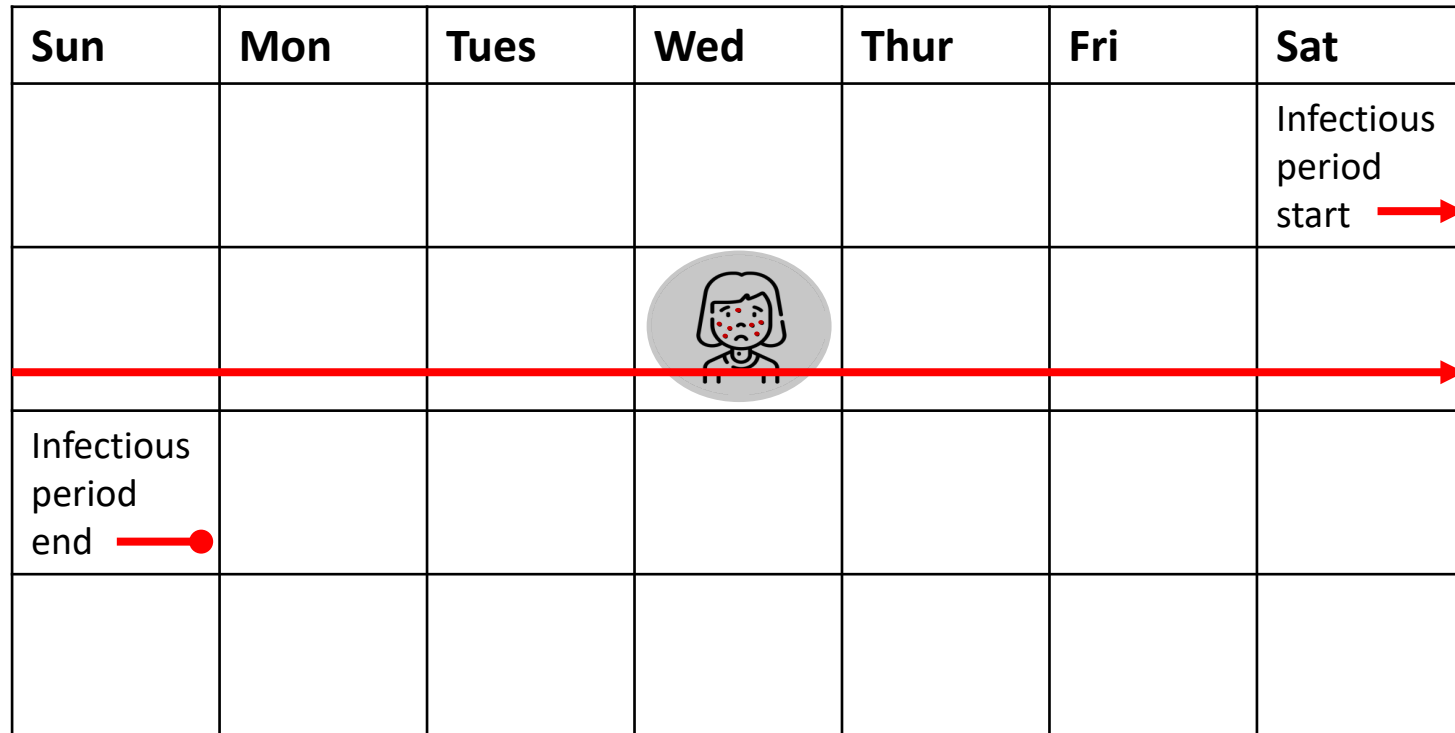 Sun Mon Tues Wed Thur Fri Sat
Infectious
period
start
Infectious
period
end